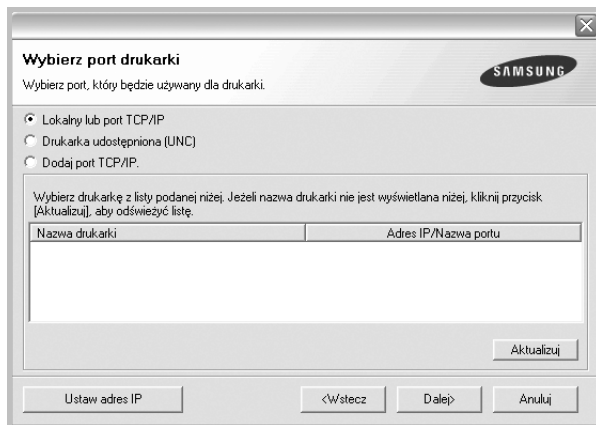 Wybierz port drukarki
Wybierz port, który będzie używany dla drukarki.
SAMSUNG
Lokalny lub port TCP/IP
Drukarka udostępniona (UNC)
Dodaj port TCP/IP.
Wybierz drukarkę z listy podanej niżej. Jeżeli nazwa drukarki nie jest wyświetlana niżej, kliknij przycisk
[Aktualizuj], aby odświeżyć listę.
Nazwa drukarki Adres IP/Nazwa portu
Aktualizuj
Ustaw adres IP <Wstecz Dalej> Anuluj